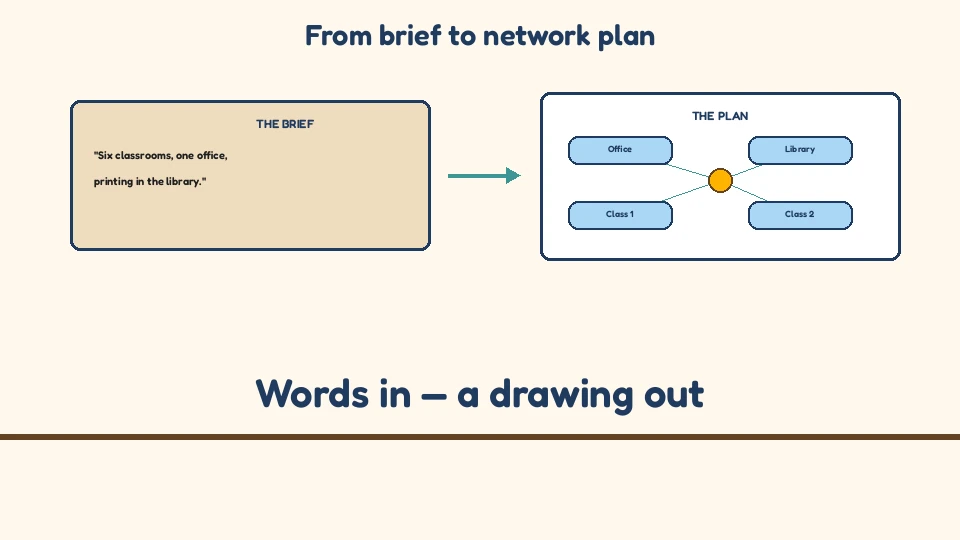 From brief to network plan
THE BRIEF
"Six classrooms, one office,
printing in the library."
THE PLAN
Office
Library
Class 1
Class 2
Words in — a drawing out